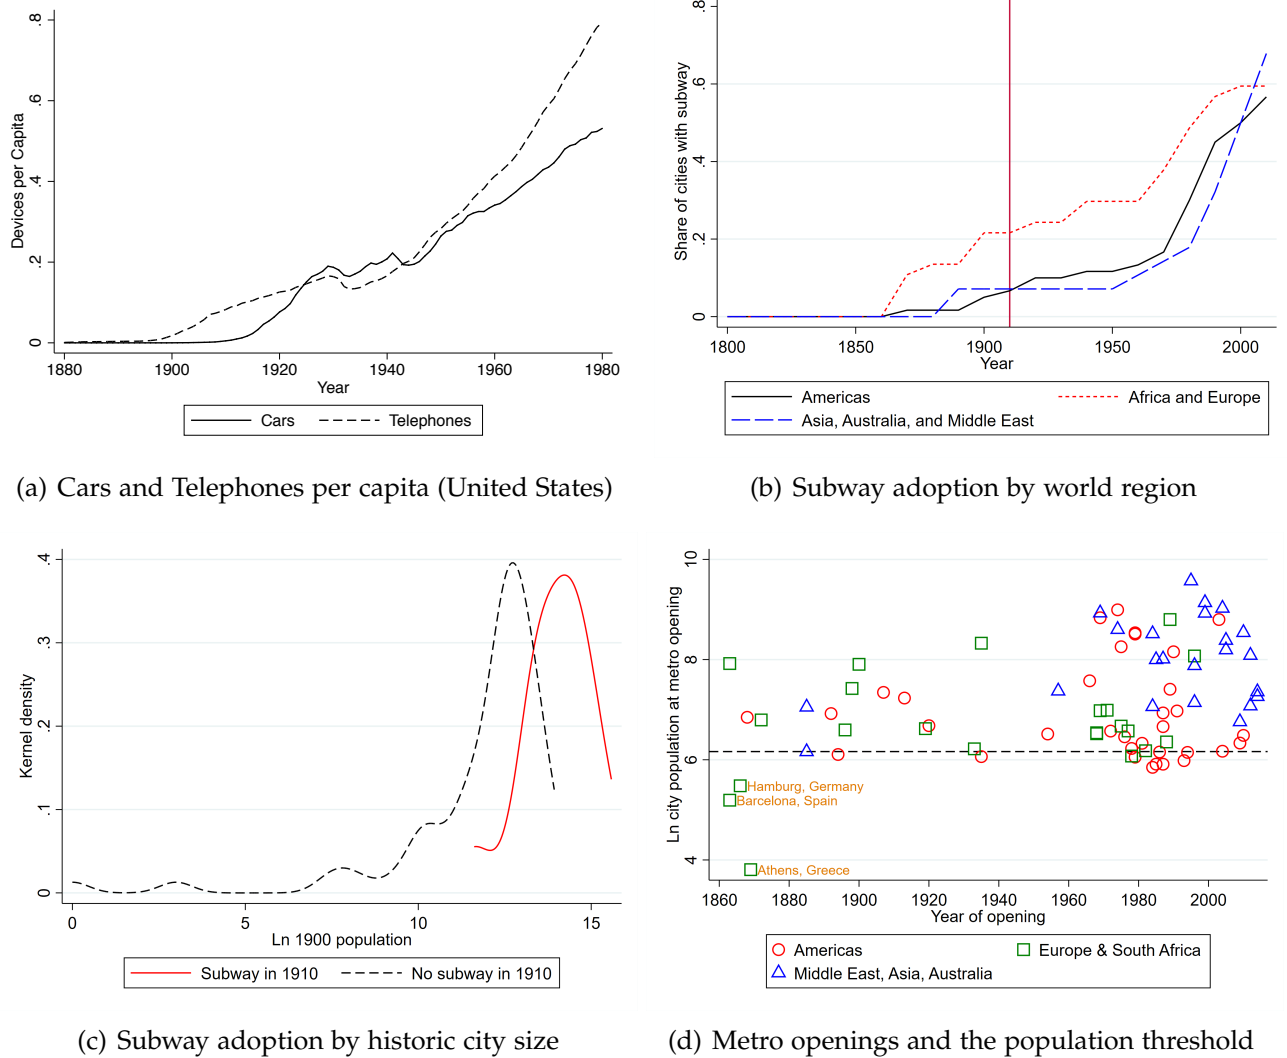 Devices per Capita
0 .2 .4 .6 .8
1880 1900 1920 1940 1960 1980
Year
Cars Telephones
(a) Cars and Telephones per capita (United States)
Share of cities with subway
0 .2 .4 .6 .8
1800 1850 1900 1950 2000
Year
Americas Africa and Europe
Asia, Australia, and Middle East
(b) Subway adoption by world region
Kernel density
0 .1 .2 .3 .4
0 5 10 15
Ln 1900 population
Subway in 1910 No subway in 1910
(c) Subway adoption by historic city size
Ln city population at metro opening
4 6 8 10
Hamburg, Germany
Barcelona, Spain
Athens, Greece
1860 1880 1900 1920 1940 1960 1980 2000
Year of opening
Americas Europe & South Africa
Middle East, Asia, Australia
(d) Metro openings and the population threshold